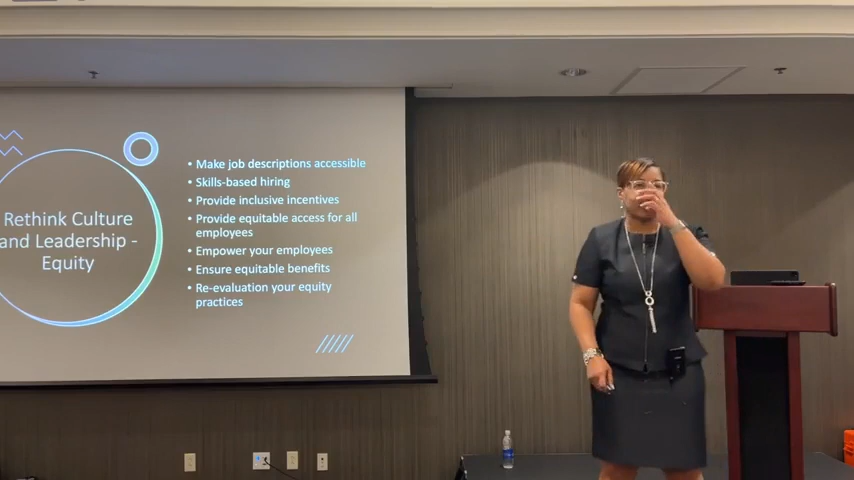 Rethink Culture
and Leadership -
Equity
• Make job descriptions accessible
• Skills-based hiring
• Provide inclusive incentives
• Provide equitable access for all
employees
• Empower your employees
• Ensure equitable benefits
• Re-evaluation your equity
practices